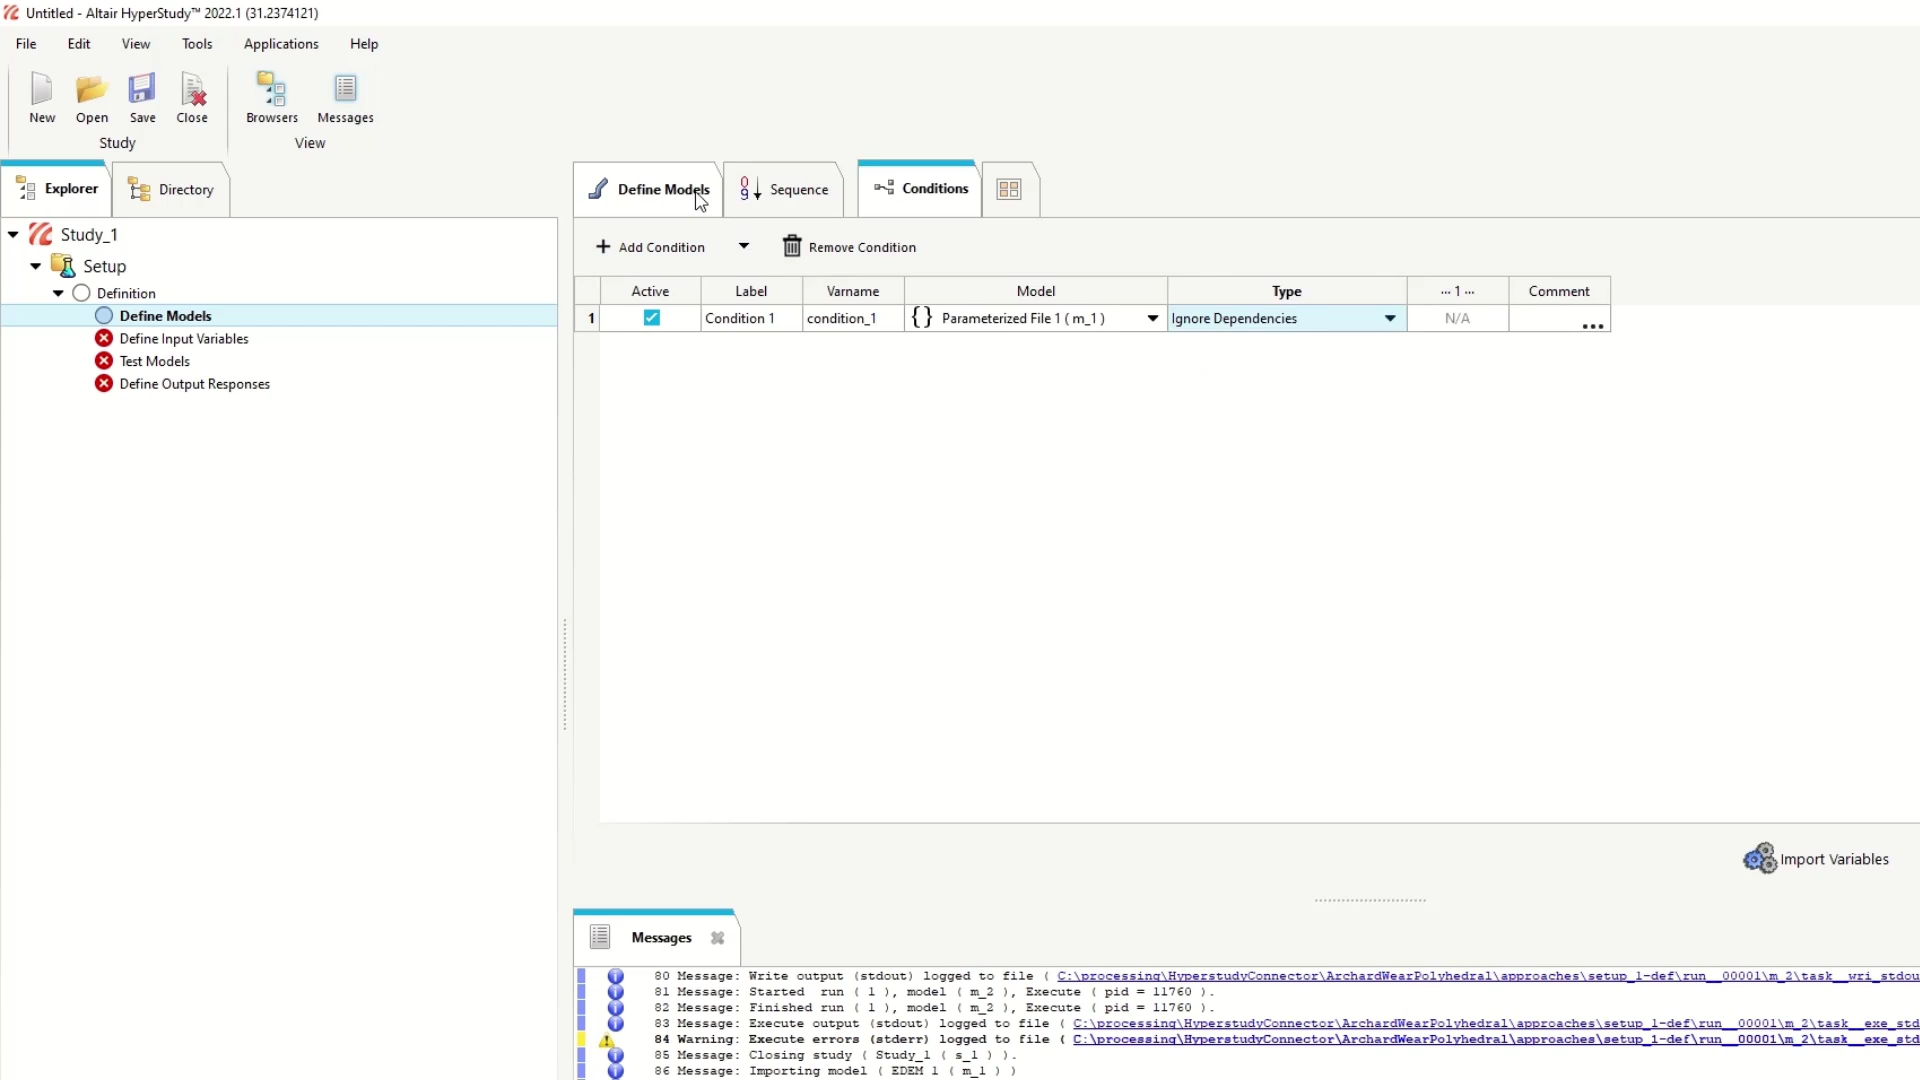 Untitled - Altair HyperStudy™ 2022.1 (31.2374121)
File Edit View Tools Applications Help
New Open Save Close Browsers Messages
Study View
Explorer Directory
Define Models Sequence Conditions
Study_1
Setup
Definition
Define Models
Define Input Variables
Test Models
Define Output Responses
Add Condition Remove Condition
Active Label Varname Model Type ... 1 ... Comment
1 Condition 1 condition_1 {} Parameterized File 1 ( m_1 ) Ignore Dependencies N/A ...
Import Variables
Messages
80 Message: Write output (stdout) logged to file ( C:\processing\HyperstudyConnector\ArchardWearPolyhedral\approaches\setup_1-def\run__00001\m_2\task__wri_stdou
81 Message: Started run ( 1 ), model ( m_2 ), Execute ( pid = 11760 ).
82 Message: Finished run ( 1 ), model ( m_2 ), Execute ( pid = 11760 ).
83 Message: Execute output (stdout) logged to file ( C:\processing\HyperstudyConnector\ArchardWearPolyhedral\approaches\setup_1-def\run__00001\m_2\task__exe_std
84 Warning: Execute errors (stderr) logged to file ( C:\processing\HyperstudyConnector\ArchardWearPolyhedral\approaches\setup_1-def\run__00001\m_2\task__exe_std
85 Message: Closing study ( Study_1 ( s_1 ) ).
86 Message: Importing model ( EDEM 1 ( m_1 ) )